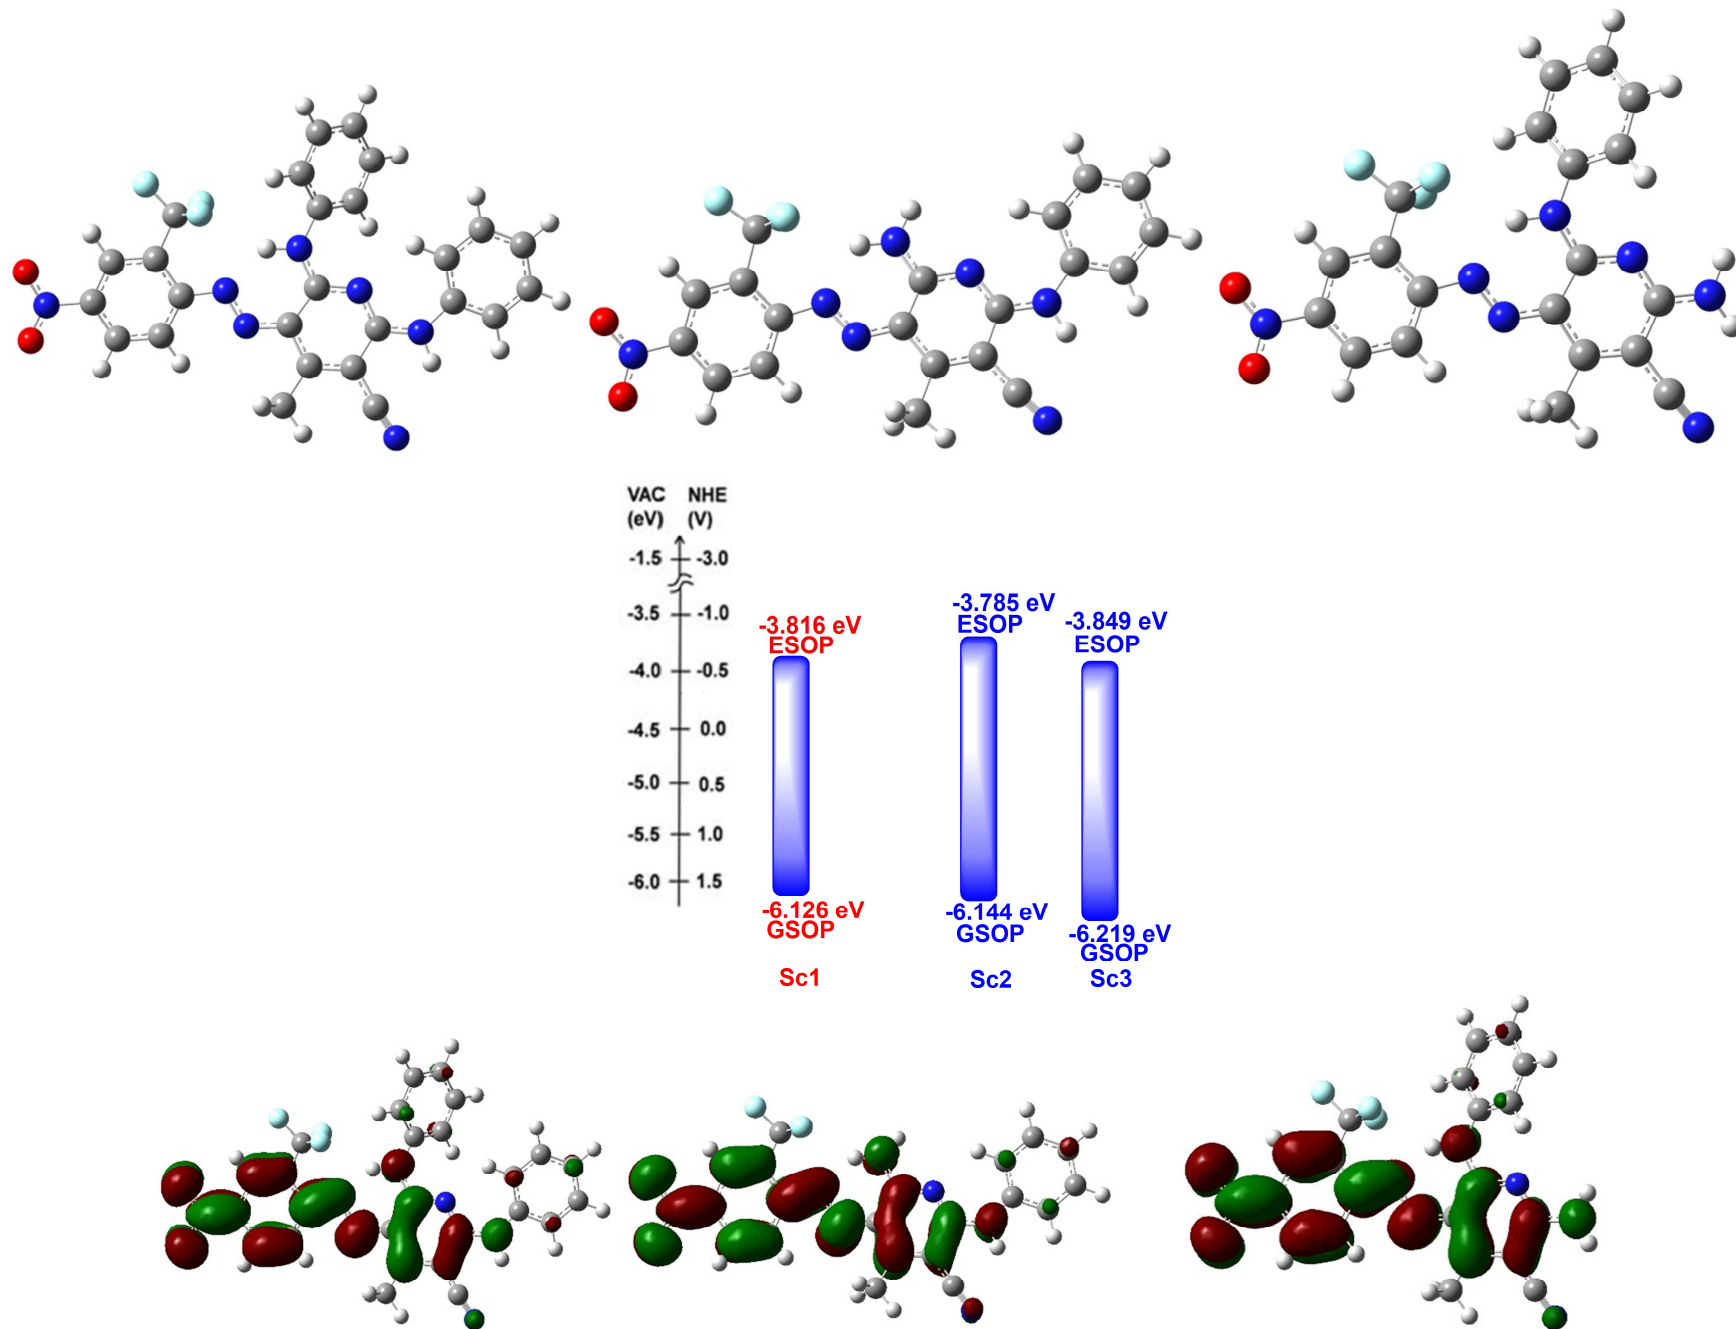 VAC NHE
(eV) (V)
-1.5 -3.0
-3.5 -1.0
-4.0 -0.5
-4.5 0.0
-5.0 0.5
-5.5 1.0
-6.0 1.5
-3.816 eV
ESOP
-6.126 eV
GSOP
Sc1
-3.785 eV
ESOP
-6.144 eV
GSOP
Sc2
-3.849 eV
ESOP
-6.219 eV
GSOP
Sc3